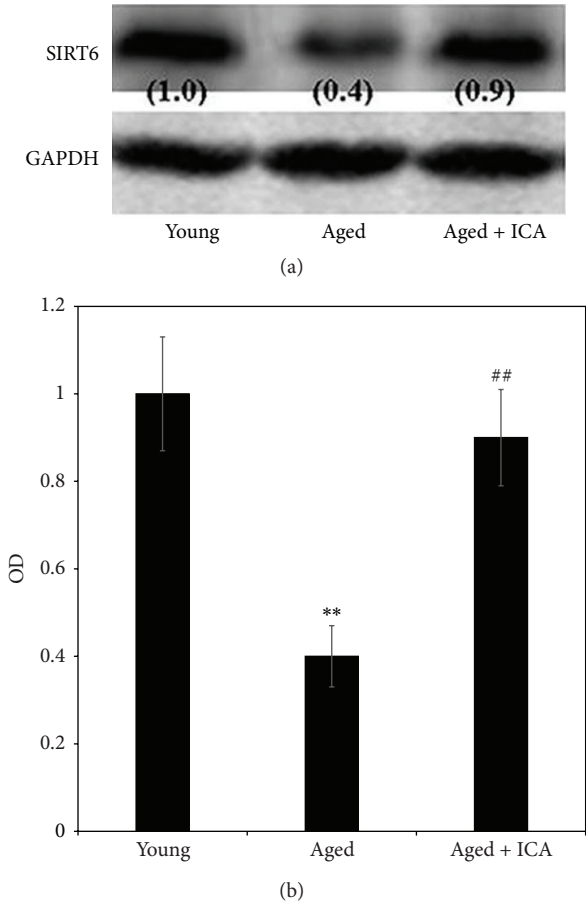 SIRT6
(1.0) (0.4) (0.9)
GAPDH
Young Aged Aged + ICA
(a)
1.2
1
0.8
0.6
0.4
0.2
0
OD
**
##
Young Aged Aged + ICA
(b)